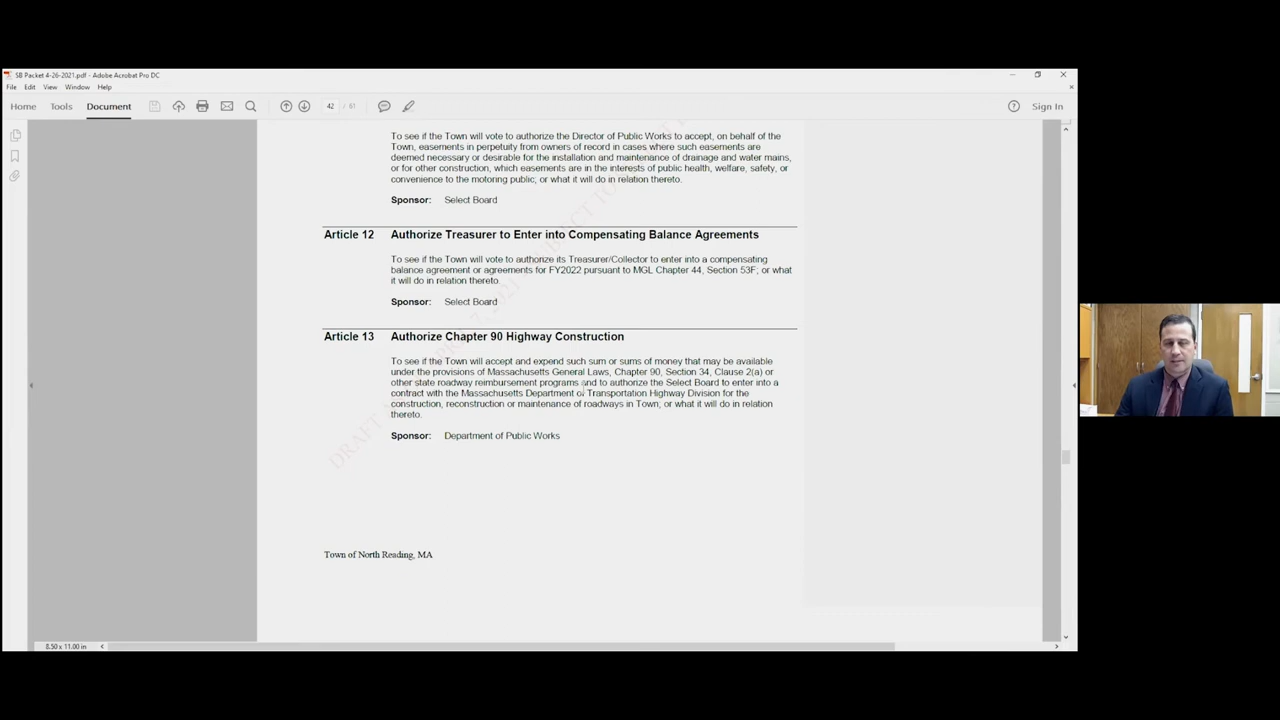 SB Packet 4-26-2021.pdf - Adobe Acrobat Pro DC
File Edit View Window Help
Home Tools Document 42 / 51 Sign In
To see if the Town will vote to authorize the Director of Public Works to accept, on behalf of the
Town, easements in perpetuity from owners of record in cases where such easements are
deemed necessary or desirable for the installation and maintenance of drainage and water mains,
or for other construction, which easements are in the interests of public health, welfare, safety, or
convenience to the motoring public; or what it will do in relation thereto.
Sponsor: Select Board
Article 12 Authorize Treasurer to Enter into Compensating Balance Agreements
To see if the Town will vote to authorize its Treasurer/Collector to enter into a compensating
balance agreement or agreements for FY2022 pursuant to MGL Chapter 44, Section 53F; or what
it will do in relation thereto.
Sponsor: Select Board
Article 13 Authorize Chapter 90 Highway Construction
To see if the Town will accept and expend such sum or sums of money that may be available
under the provisions of Massachusetts General Laws, Chapter 90, Section 34, Clause 2(a) or
other state roadway reimbursement programs and to authorize the Select Board to enter into a
contract with the Massachusetts Department of Transportation Highway Division for the
construction, reconstruction or maintenance of roadways in Town; or what it will do in relation
thereto.
Sponsor: Department of Public Works
DRAFT
Town of North Reading, MA
8.50 x 11.00 in